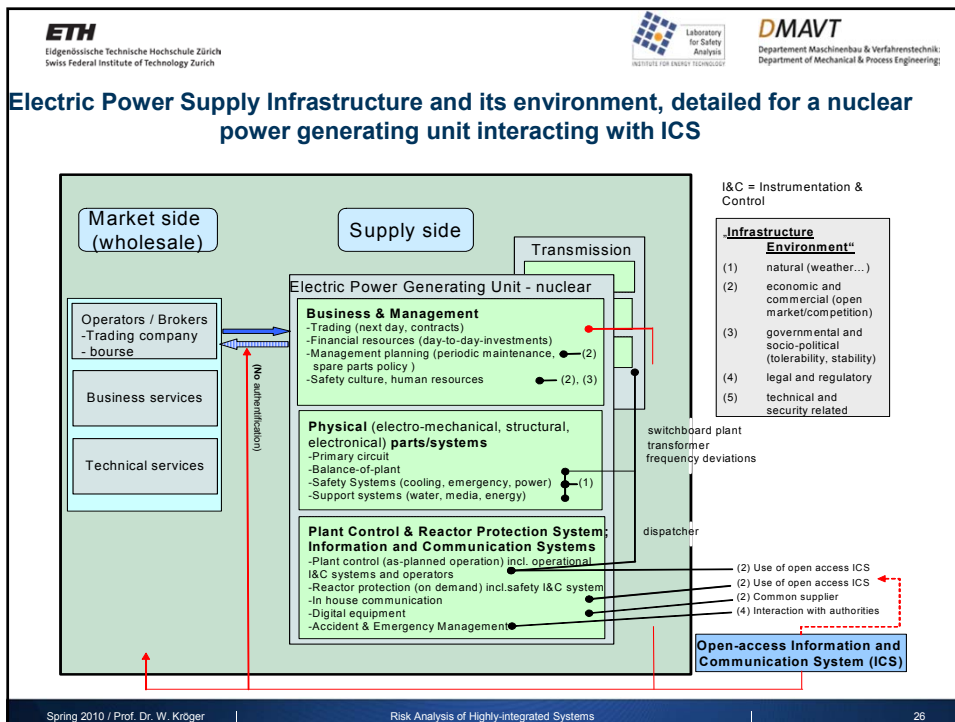 ETH
Eidgenössische Technische Hochschule Zürich
Swiss Federal Institute of Technology Zurich
Laboratory
for Safety
Analysis
INSTITUTE FOR ENERGY TECHNOLOGY
DMAVT
Departement Maschinenbau & Verfahrenstechnik:
Department of Mechanical & Process Engineering:
Electric Power Supply Infrastructure and its environment, detailed for a nuclear
power generating unit interacting with ICS
I&C = Instrumentation &
Control
Market side
(wholesale)
Supply side
Transmission
„Infrastructure
Environment“
(1) natural (weather…)
(2) economic and
commercial (open
market/competition)
(3) governmental and
socio-political
(tolerability, stability)
(4) legal and regulatory
(5) technical and
security related
Operators / Brokers
-Trading company
- bourse
Business services
Technical services
(No authentification)
Electric Power Generating Unit - nuclear
Business & Management
-Trading (next day, contracts)
-Financial resources (day-to-day-investments)
-Management planning (periodic maintenance, (2)
spare parts policy )
-Safety culture, human resources (2), (3)
Physical (electro-mechanical, structural,
electronical) parts/systems
-Primary circuit
-Balance-of-plant
-Safety Systems (cooling, emergency, power) (1)
-Support systems (water, media, energy)
switchboard plant
transformer
frequency deviations
Plant Control & Reactor Protection System;
Information and Communication Systems
-Plant control (as-planned operation) incl. operational
I&C systems and operators
-Reactor protection (on demand) incl.safety I&C system
-In house communication
-Digital equipment
-Accident & Emergency Management
dispatcher
(2) Use of open access ICS
(2) Use of open access ICS
(2) Common supplier
(4) Interaction with authorities
Open-access Information and
Communication System (ICS)
Spring 2010 / Prof. Dr. W. Kröger | Risk Analysis of Highly-integrated Systems | 26